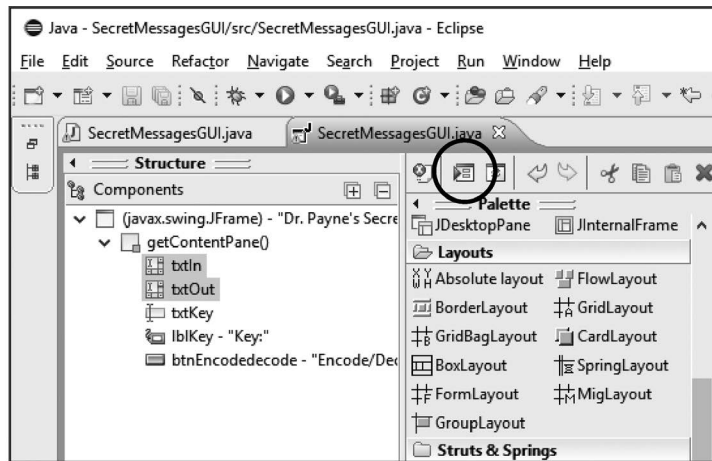 Java - SecretMessagesGUI/src/SecretMessagesGUI.java - Eclipse
File Edit Source Refactor Navigate Search Project Run Window Help
SecretMessagesGUI.java SecretMessagesGUI.java
Structure
Components
(javax.swing.JFrame) - "Dr. Payne's Secre
getContentPane()
txtIn
txtOut
txtKey
lblKey - "Key:"
btnEncodedecode - "Encode/Dec
Palette
JDesktopPane JInternalFrame
Layouts
Absolute layout FlowLayout
BorderLayout GridLayout
GridBagLayout CardLayout
BoxLayout SpringLayout
FormLayout MigLayout
GroupLayout
Struts & Springs